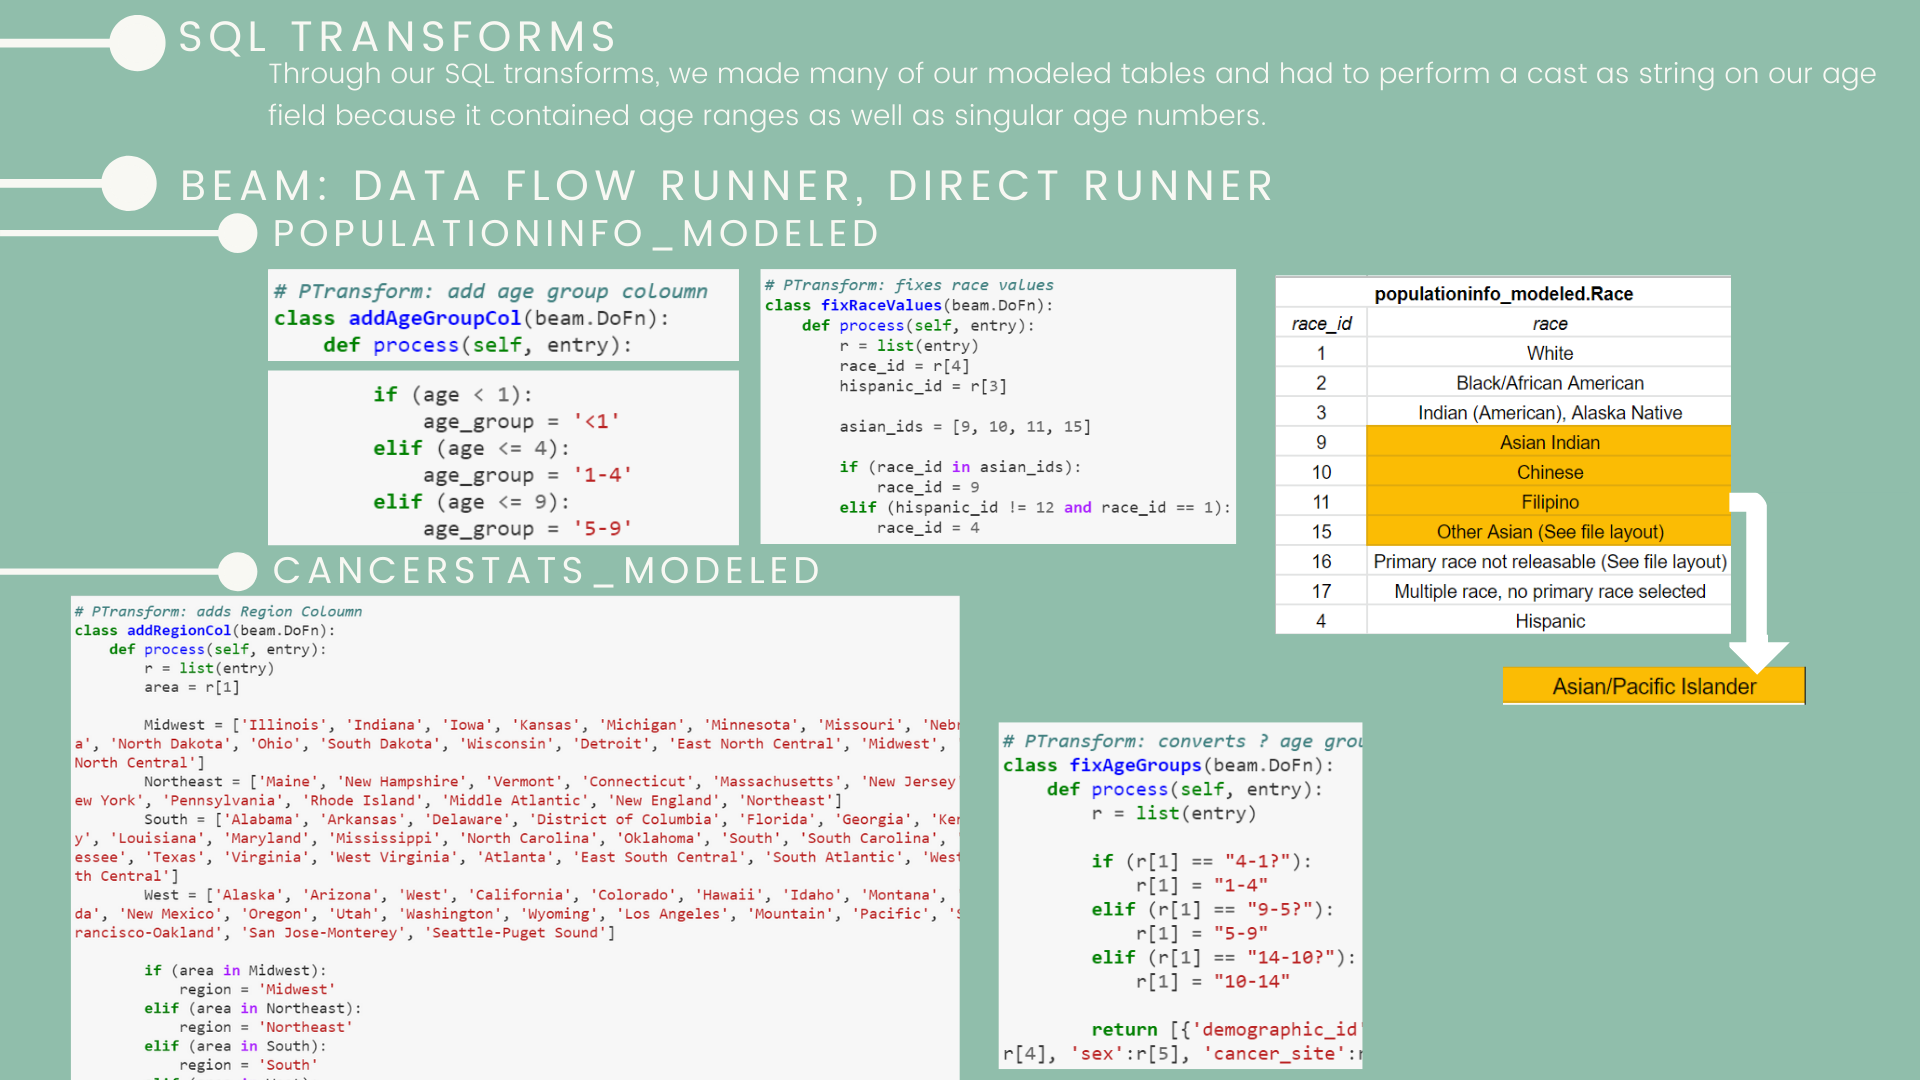 SQL TRANSFORMS
Through our SQL transforms, we made many of our modeled tables and had to perform a cast as string on our age
field because it contained age ranges as well as singular age numbers.
BEAM: DATA FLOW RUNNER, DIRECT RUNNER
POPULATIONINFO_MODELED
# PTransform: add age group coloumn
class addAgeGroupCol(beam.DoFn):
    def process(self, entry):
        if (age < 1):
            age_group = '<1'
        elif (age <= 4):
            age_group = '1-4'
        elif (age <= 9):
            age_group = '5-9'
# PTransform: fixes race values
class fixRaceValues(beam.DoFn):
    def process(self, entry):
        r = list(entry)
        race_id = r[4]
        hispanic_id = r[3]
        asian_ids = [9, 10, 11, 15]
        if (race_id in asian_ids):
            race_id = 9
        elif (hispanic_id != 12 and race_id == 1):
            race_id = 4
populationinfo_modeled.Race
race_id race
1 White
2 Black/African American
3 Indian (American), Alaska Native
9 Asian Indian
10 Chinese
11 Filipino
15 Other Asian (See file layout)
16 Primary race not releasable (See file layout)
17 Multiple race, no primary race selected
4 Hispanic
Asian/Pacific Islander
CANCERSTATS_MODELED
# PTransform: adds Region Coloumn
class addRegionCol(beam.DoFn):
    def process(self, entry):
        r = list(entry)
        area = r[1]
        Midwest = ['Illinois', 'Indiana', 'Iowa', 'Kansas', 'Michigan', 'Minnesota', 'Missouri', 'Nebr
a', 'North Dakota', 'Ohio', 'South Dakota', 'Wisconsin', 'Detroit', 'East North Central', 'Midwest',
North Central']
        Northeast = ['Maine', 'New Hampshire', 'Vermont', 'Connecticut', 'Massachusetts', 'New Jersey'
ew York', 'Pennsylvania', 'Rhode Island', 'Middle Atlantic', 'New England', 'Northeast']
        South = ['Alabama', 'Arkansas', 'Delaware', 'District of Columbia', 'Florida', 'Georgia', 'Ken
y', 'Louisiana', 'Maryland', 'Mississippi', 'North Carolina', 'Oklahoma', 'South', 'South Carolina',
essee', 'Texas', 'Virginia', 'West Virginia', 'Atlanta', 'East South Central', 'South Atlantic', 'West
th Central']
        West = ['Alaska', 'Arizona', 'West', 'California', 'Colorado', 'Hawaii', 'Idaho', 'Montana',
da', 'New Mexico', 'Oregon', 'Utah', 'Washington', 'Wyoming', 'Los Angeles', 'Mountain', 'Pacific', 'S
rancisco-Oakland', 'San Jose-Monterey', 'Seattle-Puget Sound']
        if (area in Midwest):
            region = 'Midwest'
        elif (area in Northeast):
            region = 'Northeast'
        elif (area in South):
            region = 'South'
# PTransform: converts ? age grou
class fixAgeGroups(beam.DoFn):
    def process(self, entry):
        r = list(entry)
        if (r[1] == "4-1?"):
            r[1] = "1-4"
        elif (r[1] == "9-5?"):
            r[1] = "5-9"
        elif (r[1] == "14-10?"):
            r[1] = "10-14"
        return [{'demographic_id'
r[4], 'sex':r[5], 'cancer_site':r